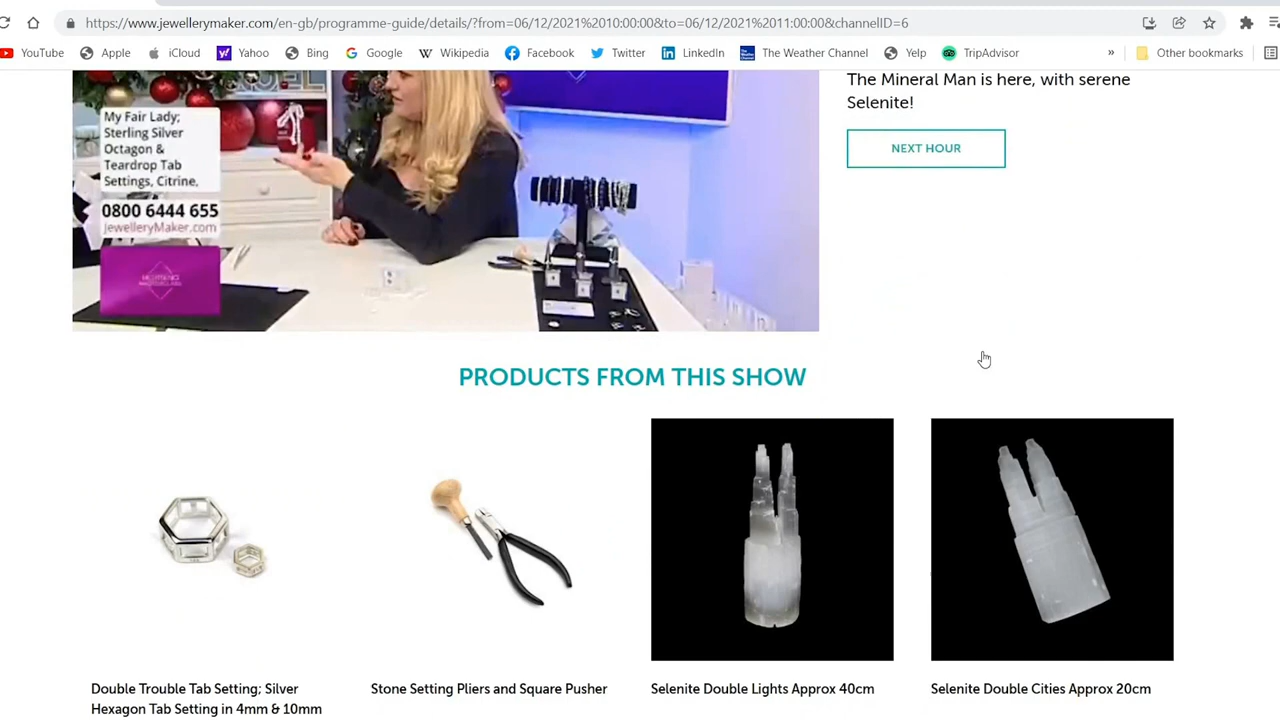 https://www.jewellerymaker.com/en-gb/programme-guide/details/?from=06/12/2021%2010:00:00&to=06/12/2021%2011:00:00&channelID=6
YouTube Apple iCloud Yahoo Bing Google Wikipedia Facebook Twitter LinkedIn The Weather Channel Yelp TripAdvisor » Other bookmarks
My Fair Lady;
Sterling Silver
Octagon &
Teardrop Tab
Settings, Citrine,
0800 6444 655
JewelleryMaker.com
The Mineral Man is here, with serene
Selenite!
NEXT HOUR
PRODUCTS FROM THIS SHOW
Double Trouble Tab Setting; Silver
Hexagon Tab Setting in 4mm & 10mm
Stone Setting Pliers and Square Pusher
Selenite Double Lights Approx 40cm
Selenite Double Cities Approx 20cm